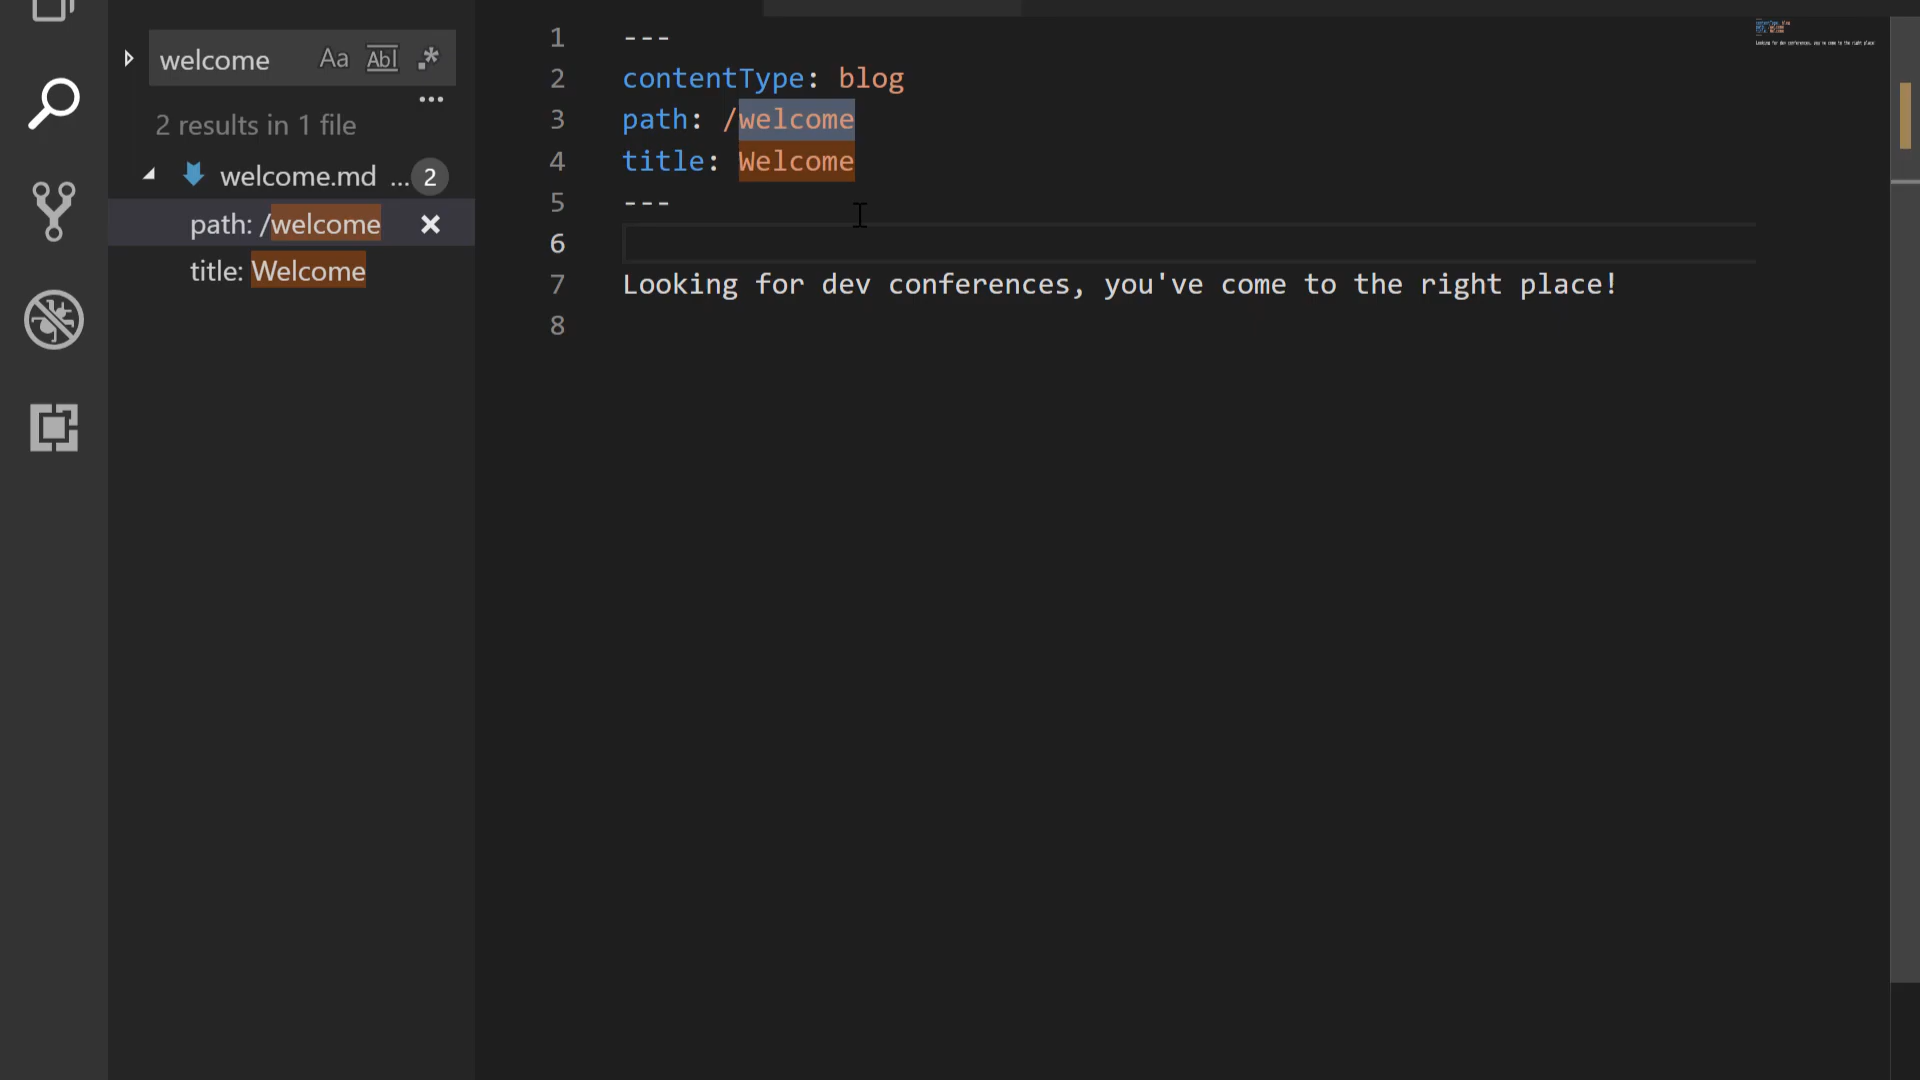 welcome Aa Abl .*
...
2 results in 1 file
welcome.md ... 2
path: /welcome
title: Welcome
1 ---
2 contentType: blog
3 path: /welcome
4 title: Welcome
5 ---
6
7 Looking for dev conferences, you've come to the right place!
8